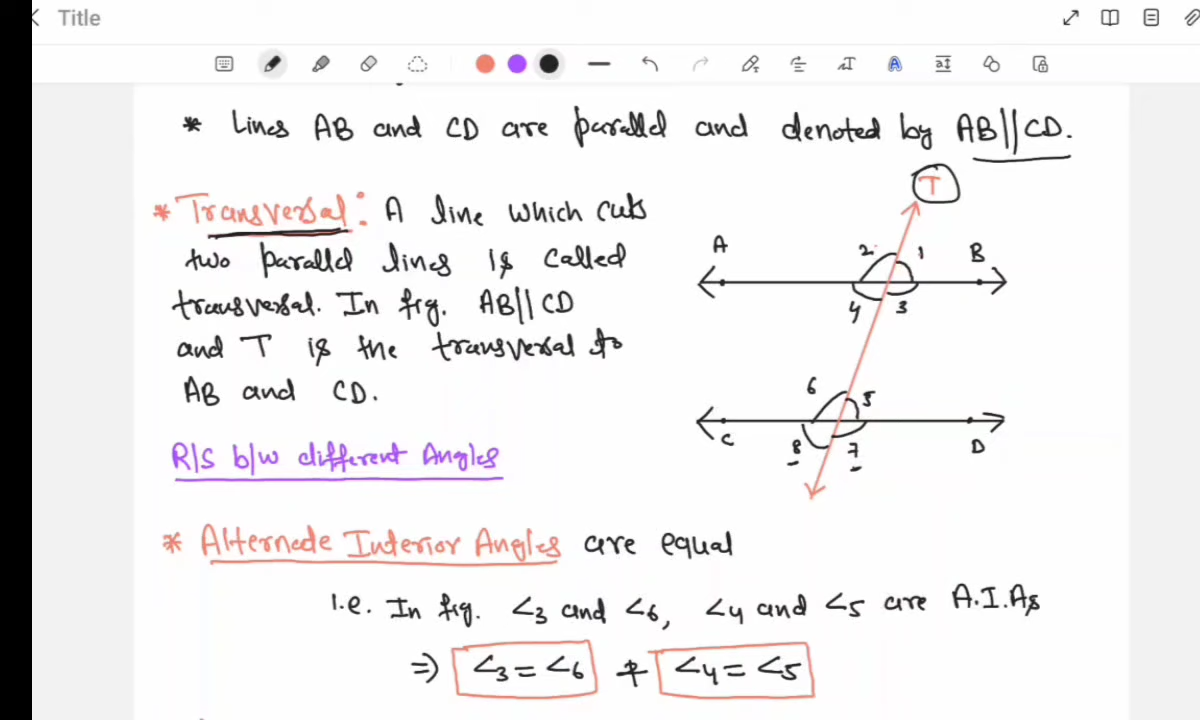 Title
* Lines AB and CD are parallel and denoted by AB||CD.
T
* Transversal: A line which cuts
two parallel lines is called
transversal. In fig. AB||CD
and T is the transversal to
AB and CD.
A 2 1 B
4 3
6 5
C 8 7 D
R/S b/w different Angles
* Alternade Interior Angles are equal
i.e. In fig. ∠3 and ∠6, ∠4 and ∠5 are A.I.As
=) ∠3 = ∠6 & ∠4 = ∠5